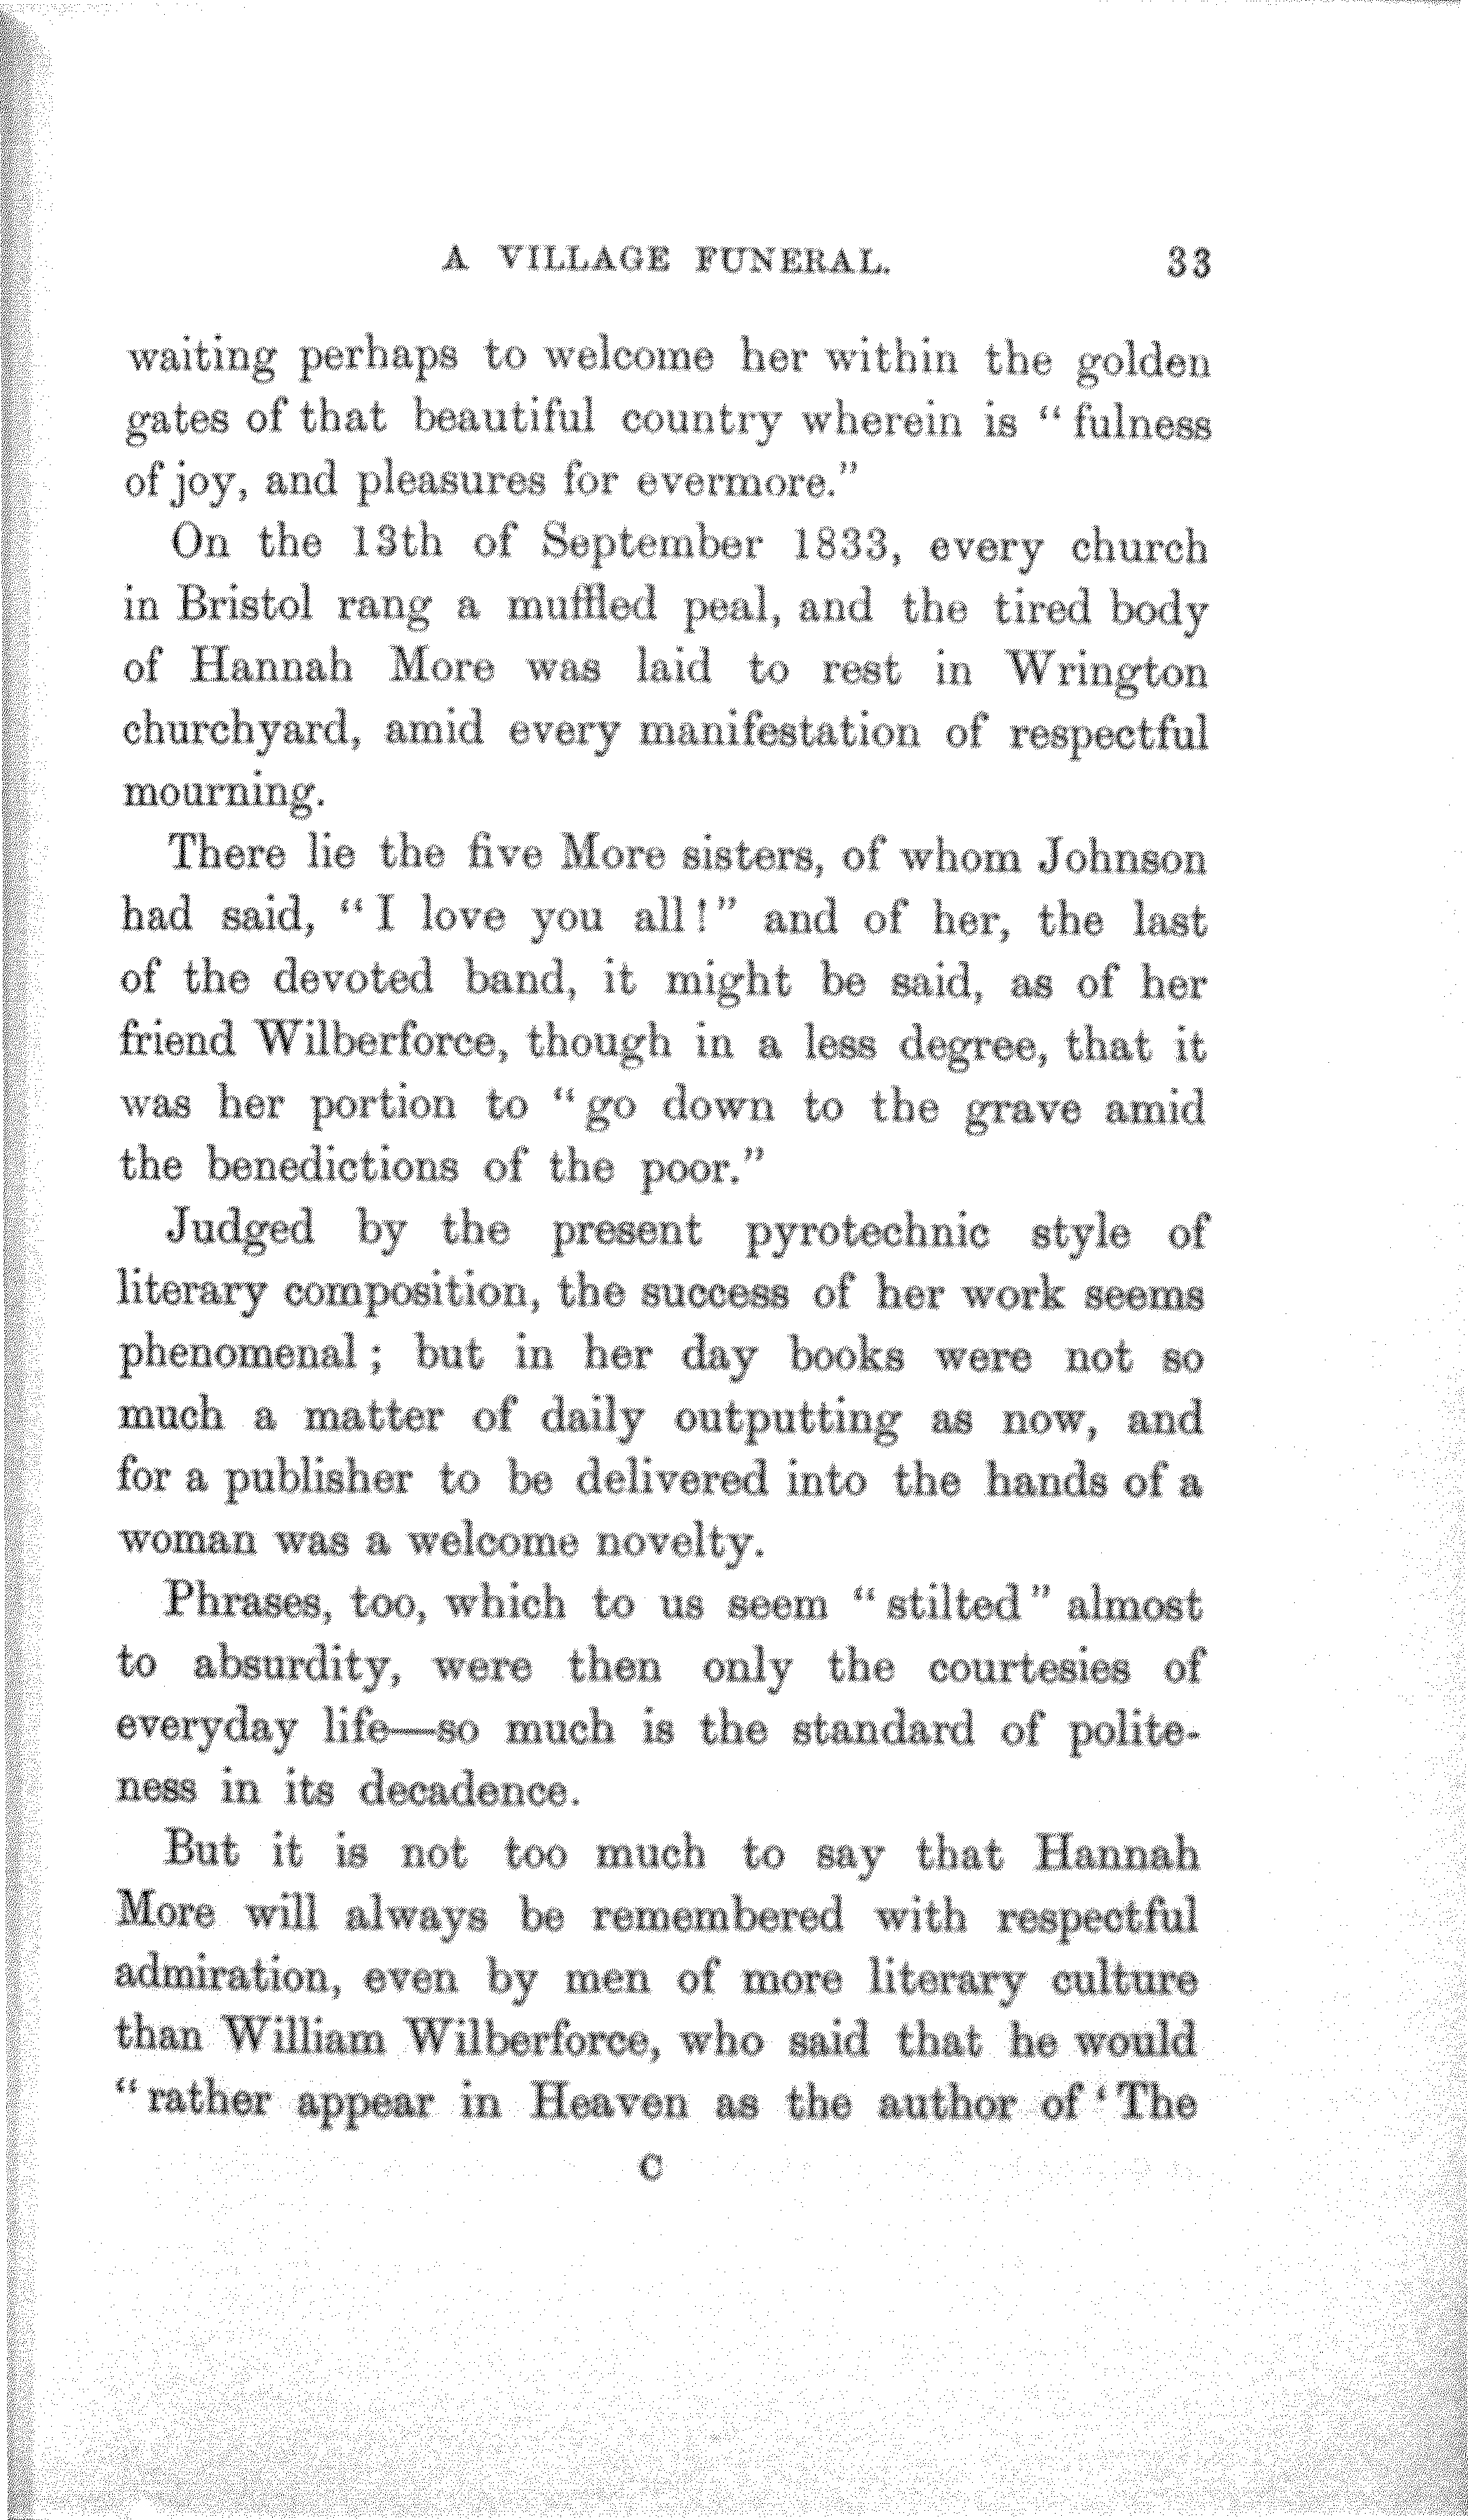 A VILLAGE FUNERAL. 33
waiting perhaps to welcome her within the golden
gates of that beautiful country wherein is “ fulness
of joy, and pleasures for evermore.”
On the 13th of September 1833, every church
in Bristol rang a muffled peal, and the tired body
of Hannah More was laid to rest in Wrington
churchyard, amid every manifestation of respectful
mourning.
There lie the five More sisters, of whom Johnson
had said, “ I love you all ! ” and of her, the last
of the devoted band, it might be said, as of her
friend Wilberforce, though in a less degree, that it
was her portion to “ go down to the grave amid
the benedictions of the poor.”
Judged by the present pyrotechnic style of
literary composition, the success of her work seems
phenomenal ; but in her day books were not so
much a matter of daily outputting as now, and
for a publisher to be delivered into the hands of a
woman was a welcome novelty.
Phrases, too, which to us seem “ stilted ” almost
to absurdity, were then only the courtesies of
everyday life—so much is the standard of polite-
ness in its decadence.
But it is not too much to say that Hannah
More will always be remembered with respectful
admiration, even by men of more literary culture
than William Wilberforce, who said that he would
“ rather appear in Heaven as the author of ‘ The
C